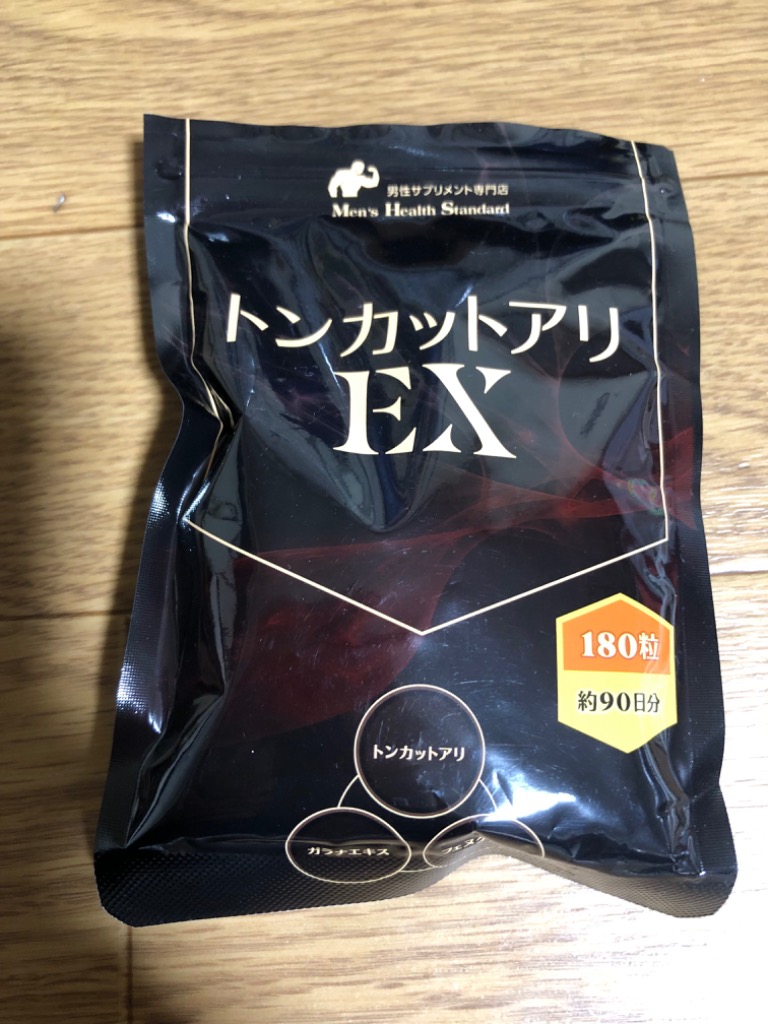 男性サプリメント専門店
Men's Health Standard
トンカットアリ
EX
180粒
約90日分
トンカットアリ
ガラナエキス